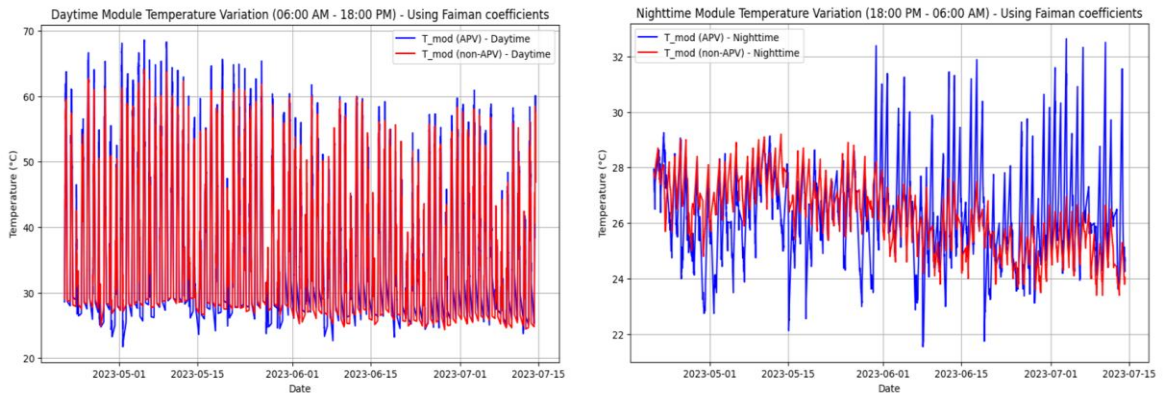 Daytime Module Temperature Variation (06:00 AM - 18:00 PM) - Using Faiman coefficients
T_mod (APV) - Daytime
T_mod (non-APV) - Daytime
Temperature (°C)
70
60
50
40
30
20
2023-05-01
2023-05-15
2023-06-01
2023-06-15
2023-07-01
2023-07-15
Date
Nighttime Module Temperature Variation (18:00 PM - 06:00 AM) - Using Faiman coefficients
T_mod (APV) - Nighttime
T_mod (non-APV) - Nighttime
Temperature (°C)
32
30
28
26
24
22
2023-05-01
2023-05-15
2023-06-01
2023-06-15
2023-07-01
2023-07-15
Date